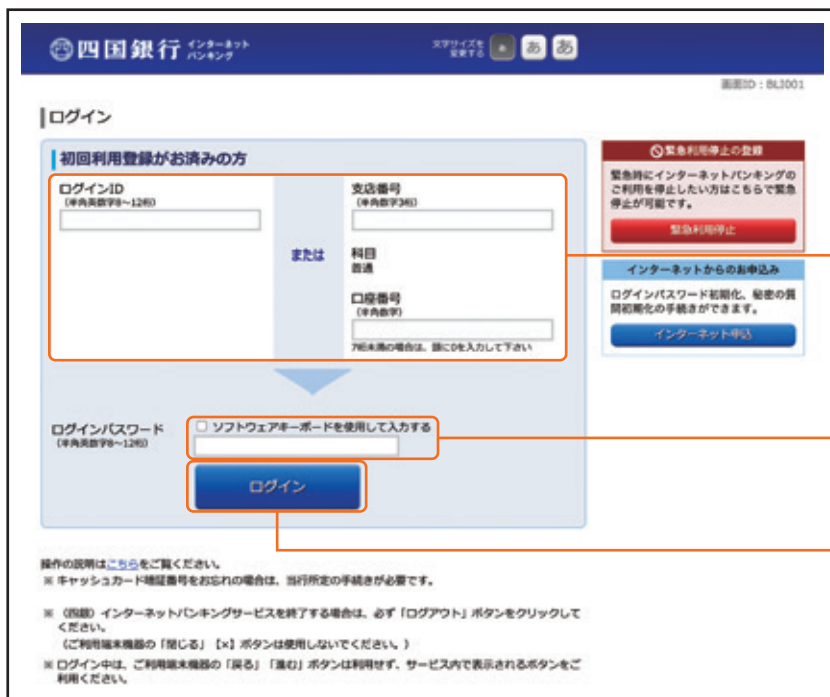 四国銀行 インターネット
バンキング
文字サイズを
変更する
あ あ あ
画面ID：BLI001
ログイン
初回利用登録がお済みの方
ログインID
(半角英数字8～12桁)
または
支店番号
(半角数字3桁)
科目
普通
口座番号
(半角数字)
7桁未満の場合は、頭に0を入力して下さい
ログインパスワード
(半角英数字8～12桁)
ソフトウェアキーボードを使用して入力する
ログイン
緊急利用停止の登録
緊急時にインターネットバンキングの
ご利用を停止したい方はこちらで緊急
停止が可能です。
緊急利用停止
インターネットからのお申込み
ログインパスワード初期化、秘密の質
問初期化の手続きができます。
インターネット申込
操作の説明はこちらをご覧ください。
※ キャッシュカード暗証番号をお忘れの場合は、当行所定の手続きが必要です。
※ 〈四銀〉インターネットバンキングサービスを終了する場合は、必ず「ログアウト」ボタンをクリックして
ください。
（ご利用端末機器の「閉じる」【×】ボタンは使用しないでください。）
※ ログイン中は、ご利用端末機器の「戻る」「進む」ボタンは利用せず、サービス内で表示されるボタンをご
利用ください。